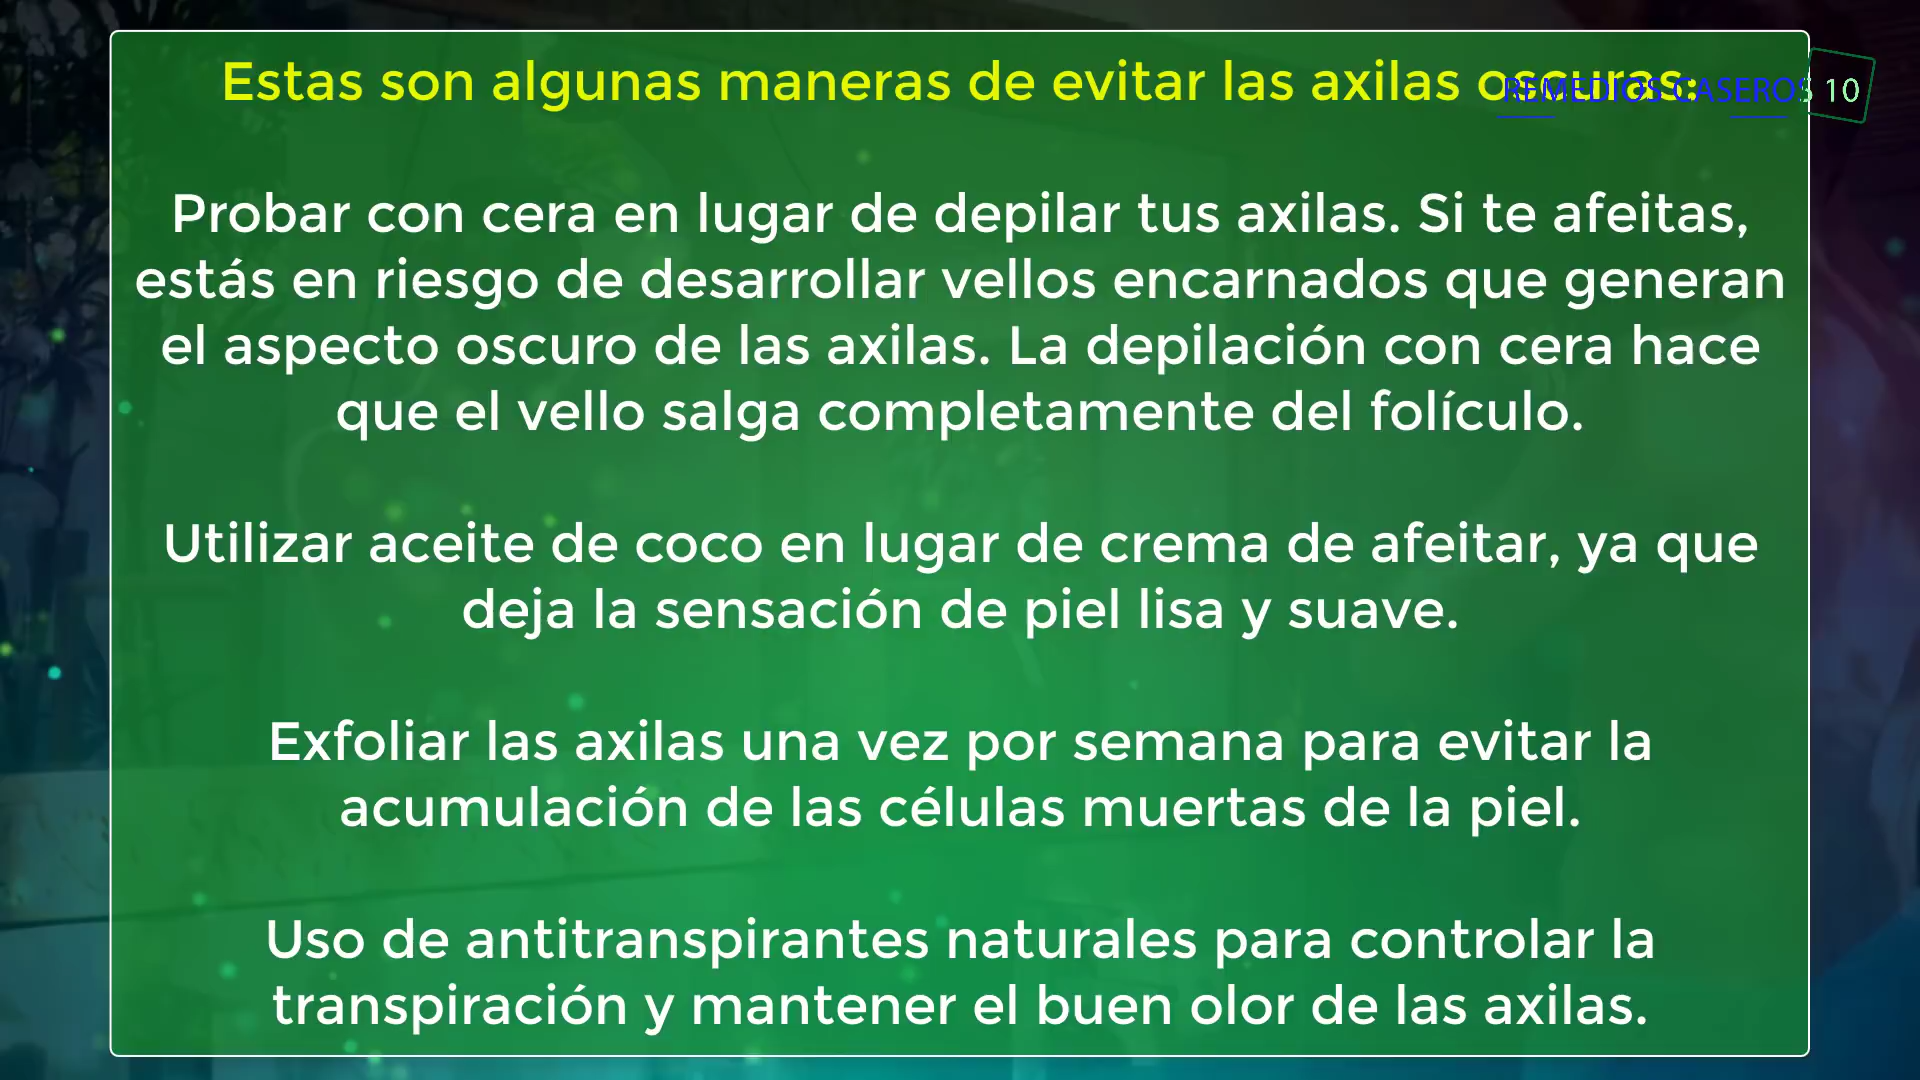 Estas son algunas maneras de evitar las axilas oscuras:
REMEDIOS CASEROS 10
Probar con cera en lugar de depilar tus axilas. Si te afeitas,
estás en riesgo de desarrollar vellos encarnados que generan
el aspecto oscuro de las axilas. La depilación con cera hace
que el vello salga completamente del folículo.
Utilizar aceite de coco en lugar de crema de afeitar, ya que
deja la sensación de piel lisa y suave.
Exfoliar las axilas una vez por semana para evitar la
acumulación de las células muertas de la piel.
Uso de antitranspirantes naturales para controlar la
transpiración y mantener el buen olor de las axilas.